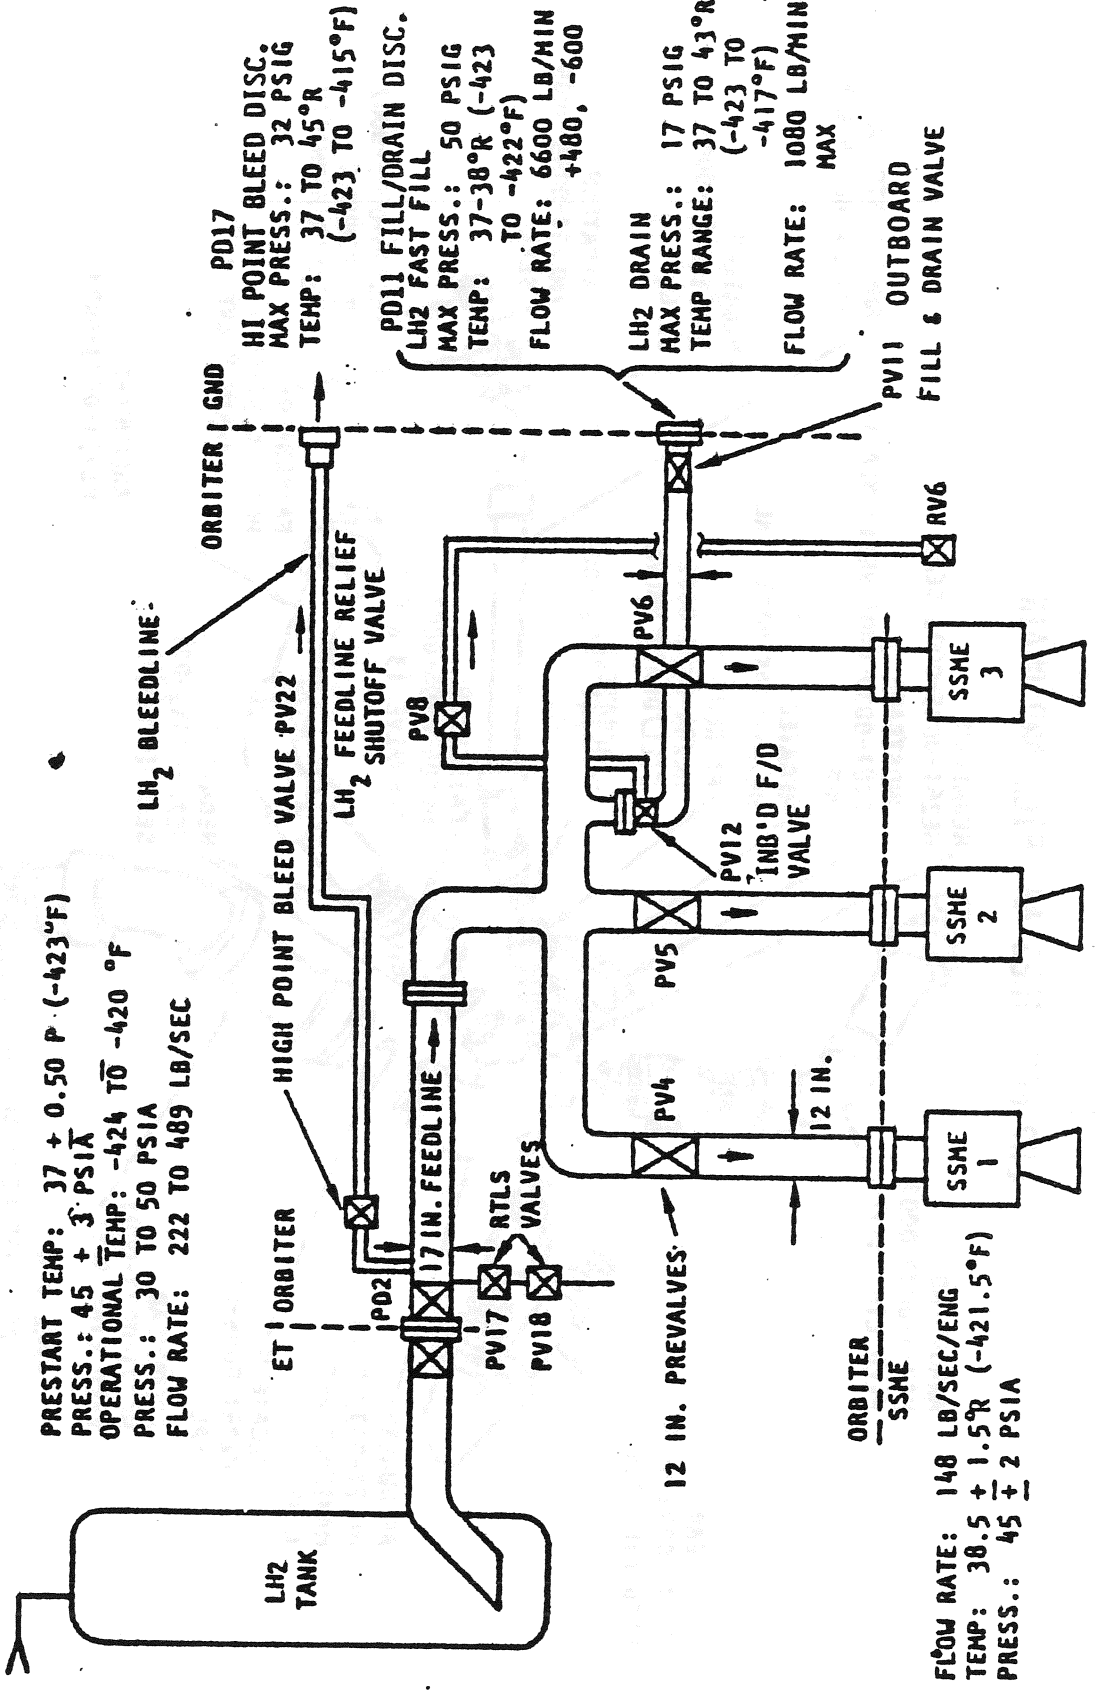 PRESTART TEMP: 37 + 0.50 P (-423°F)
PRESS.: 45 + 3 PSIA
OPERATIONAL TEMP: -424 TO -420 °F
PRESS.: 30 TO 50 PSIA
FLOW RATE: 222 TO 489 LB/SEC
LH2 BLEEDLINE
ORBITER GND
PD17
HI POINT BLEED DISC.
MAX PRESS.: 32 PSIG
TEMP: 37 TO 45°R
(-423 TO -415°F)
PD11 FILL/DRAIN DISC.
LH2 FAST FILL
MAX PRESS.: 50 PSIG
TEMP: 37-38°R (-423
TO -422°F)
FLOW RATE: 6600 LB/MIN
+480, -600
LH2 DRAIN
MAX PRESS.: 17 PSIG
TEMP RANGE: 37 TO 43°R
(-423 TO
-417°F)
FLOW RATE: 1080 LB/MIN
MAX
PV11 OUTBOARD
FILL & DRAIN VALVE
HIGH POINT BLEED VALVE PV22
LH2 FEEDLINE RELIEF
SHUTOFF VALVE
ET ORBITER
PD2
LH2
TANK
17 IN. FEEDLINE
RTLS
VALVES
PV17
PV18
PV8
PV6
RV6
PV12
INB'D F/D
VALVE
PV5
PV4
12 IN. PREVALVES
12 IN.
ORBITER
SSME
SSME
1
SSME
2
SSME
3
FLOW RATE: 148 LB/SEC/ENG
TEMP: 38.5 ± 1.5°R (-421.5°F)
PRESS.: 45 ± 2 PSIA